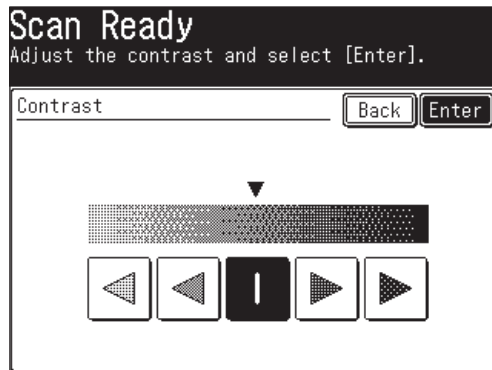 Scan Ready
Adjust the contrast and select [Enter].
Contrast
Back
Enter